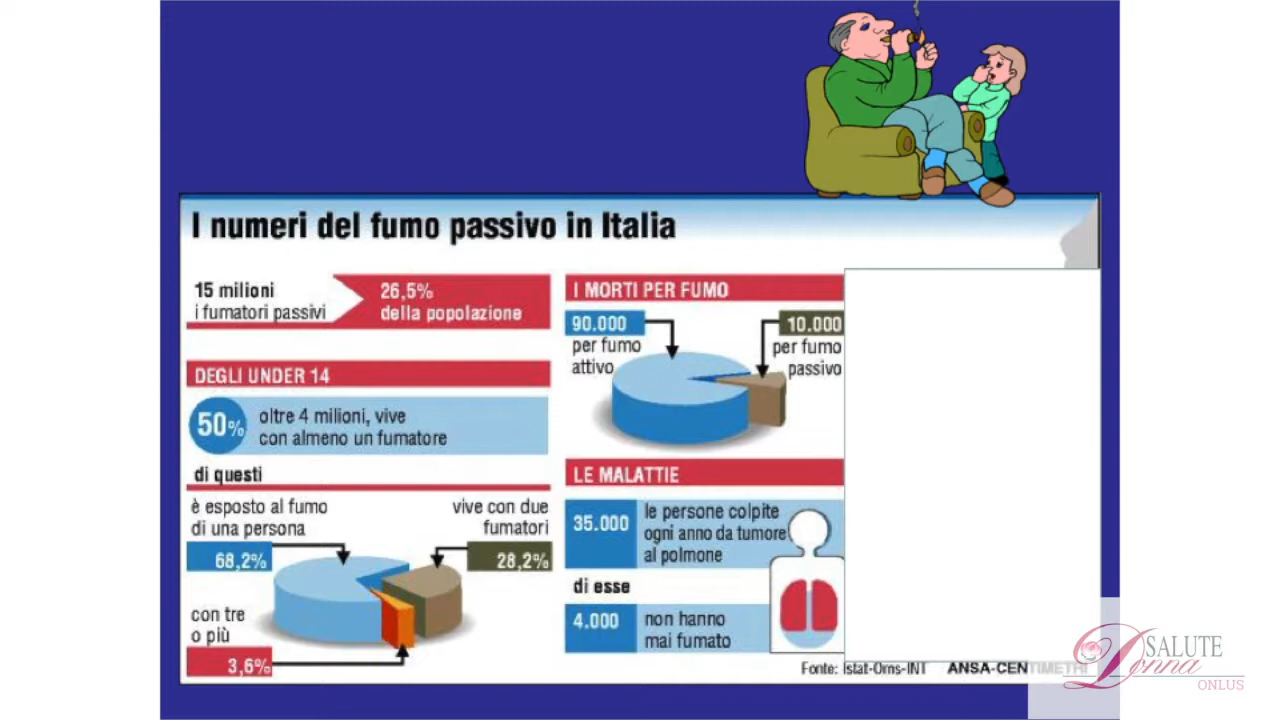 I numeri del fumo passivo in Italia
15 milioni
i fumatori passivi
26,5%
della popolazione
DEGLI UNDER 14
50%
oltre 4 milioni, vive
con almeno un fumatore
di questi
è esposto al fumo
di una persona
68,2%
vive con due
fumatori
28,2%
con tre
o più
3,6%
I MORTI PER FUMO
90.000
per fumo
attivo
10.000
per fumo
passivo
LE MALATTIE
35.000
le persone colpite
ogni anno da tumore
al polmone
di esse
4.000
non hanno
mai fumato
Fonte: Istat-Oms-INT ANSA-CENTIMETRI
SALUTE
Donna
ONLUS